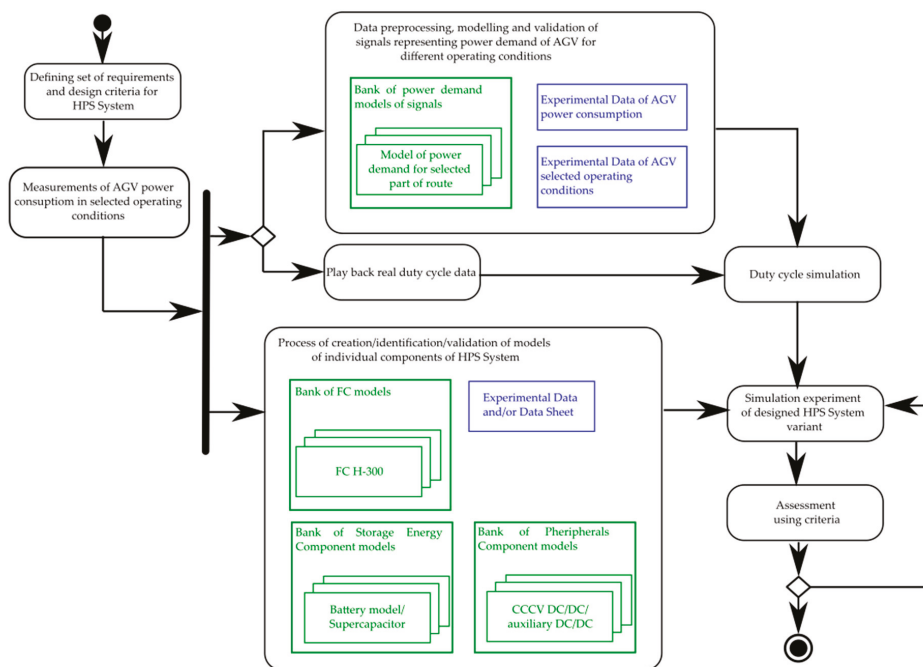 Defining set of requirements
and design criteria for
HPS System
Measurements of AGV power
consuptiom in selected operating
conditions
Data preprocessing, modelling and validation of
signals representing power demand of AGV for
different operating conditions
Bank of power demand
models of signals
Model of power
demand for selected
part of route
Experimental Data of AGV
power consumption
Experimental Data of AGV
selected operating
conditions
Play back real duty cycle data
Duty cycle simulation
Process of creation/identification/validation of models
of individual components of HPS System
Bank of FC models
FC H-300
Experimental Data
and/or Data Sheet
Bank of Storage Energy
Component models
Battery model/
Supercapacitor
Bank of Pheripherals
Component models
CCCV DC/DC/
auxiliary DC/DC
Simulation experiment
of designed HPS System
variant
Assessment
using criteria